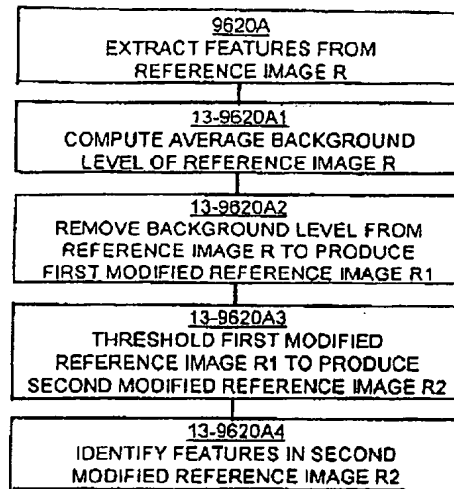 9620A
EXTRACT FEATURES FROM
REFERENCE IMAGE R
13-9620A1
COMPUTE AVERAGE BACKGROUND
LEVEL OF REFERENCE IMAGE R
13-9620A2
REMOVE BACKGROUND LEVEL FROM
REFERENCE IMAGE R TO PRODUCE
FIRST MODIFIED REFERENCE IMAGE R1
13-9620A3
THRESHOLD FIRST MODIFIED
REFERENCE IMAGE R1 TO PRODUCE
SECOND MODIFIED REFERENCE IMAGE R2
13-9620A4
IDENTIFY FEATURES IN SECOND
MODIFIED REFERENCE IMAGE R2